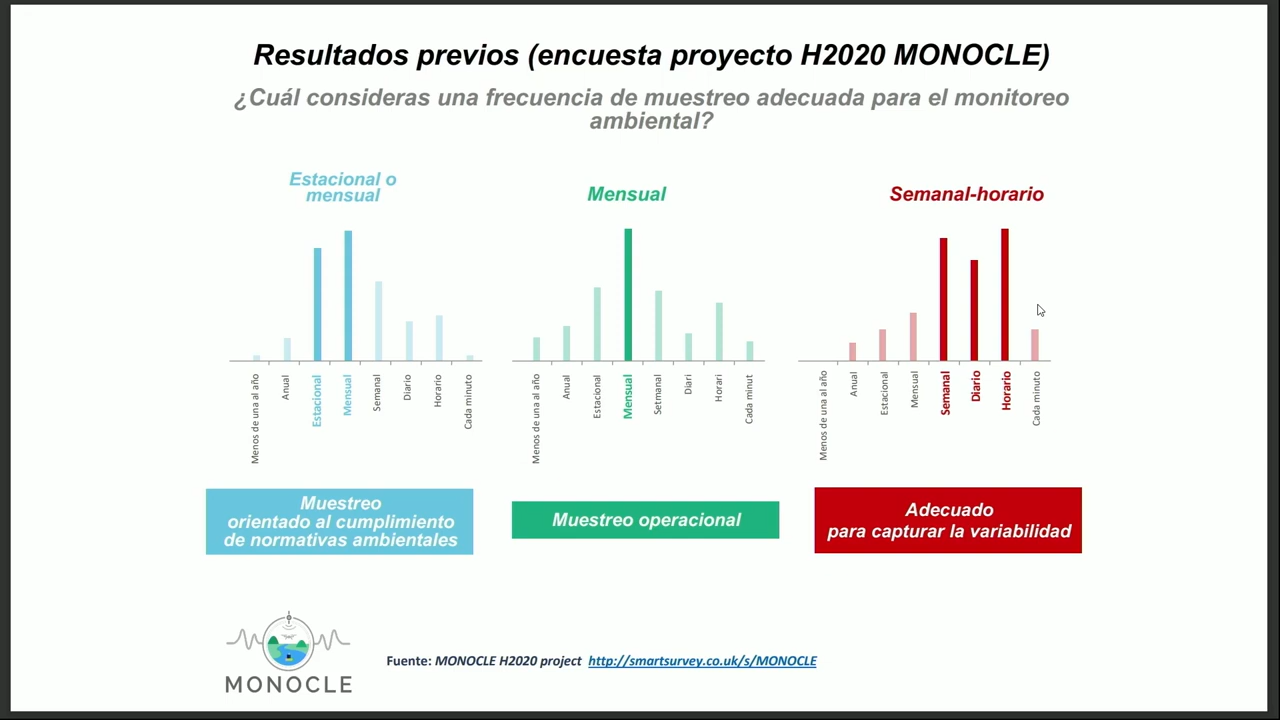 Resultados previos (encuesta proyecto H2020 MONOCLE)
¿Cuál consideras una frecuencia de muestreo adecuada para el monitoreo
ambiental?
Estacional o
mensual
Menos de una al año
Anual
Estacional
Mensual
Semanal
Diario
Horario
Cada minuto
Muestreo
orientado al cumplimiento
de normativas ambientales
Mensual
Menos de una al año
Anual
Estacional
Mensual
Setmanal
Diari
Horari
Cada minut
Muestreo operacional
Semanal-horario
Menos de una al año
Anual
Estacional
Mensual
Semanal
Diario
Horario
Cada minuto
Adecuado
para capturar la variabilidad
MONOCLE
Fuente: MONOCLE H2020 project http://smartsurvey.co.uk/s/MONOCLE